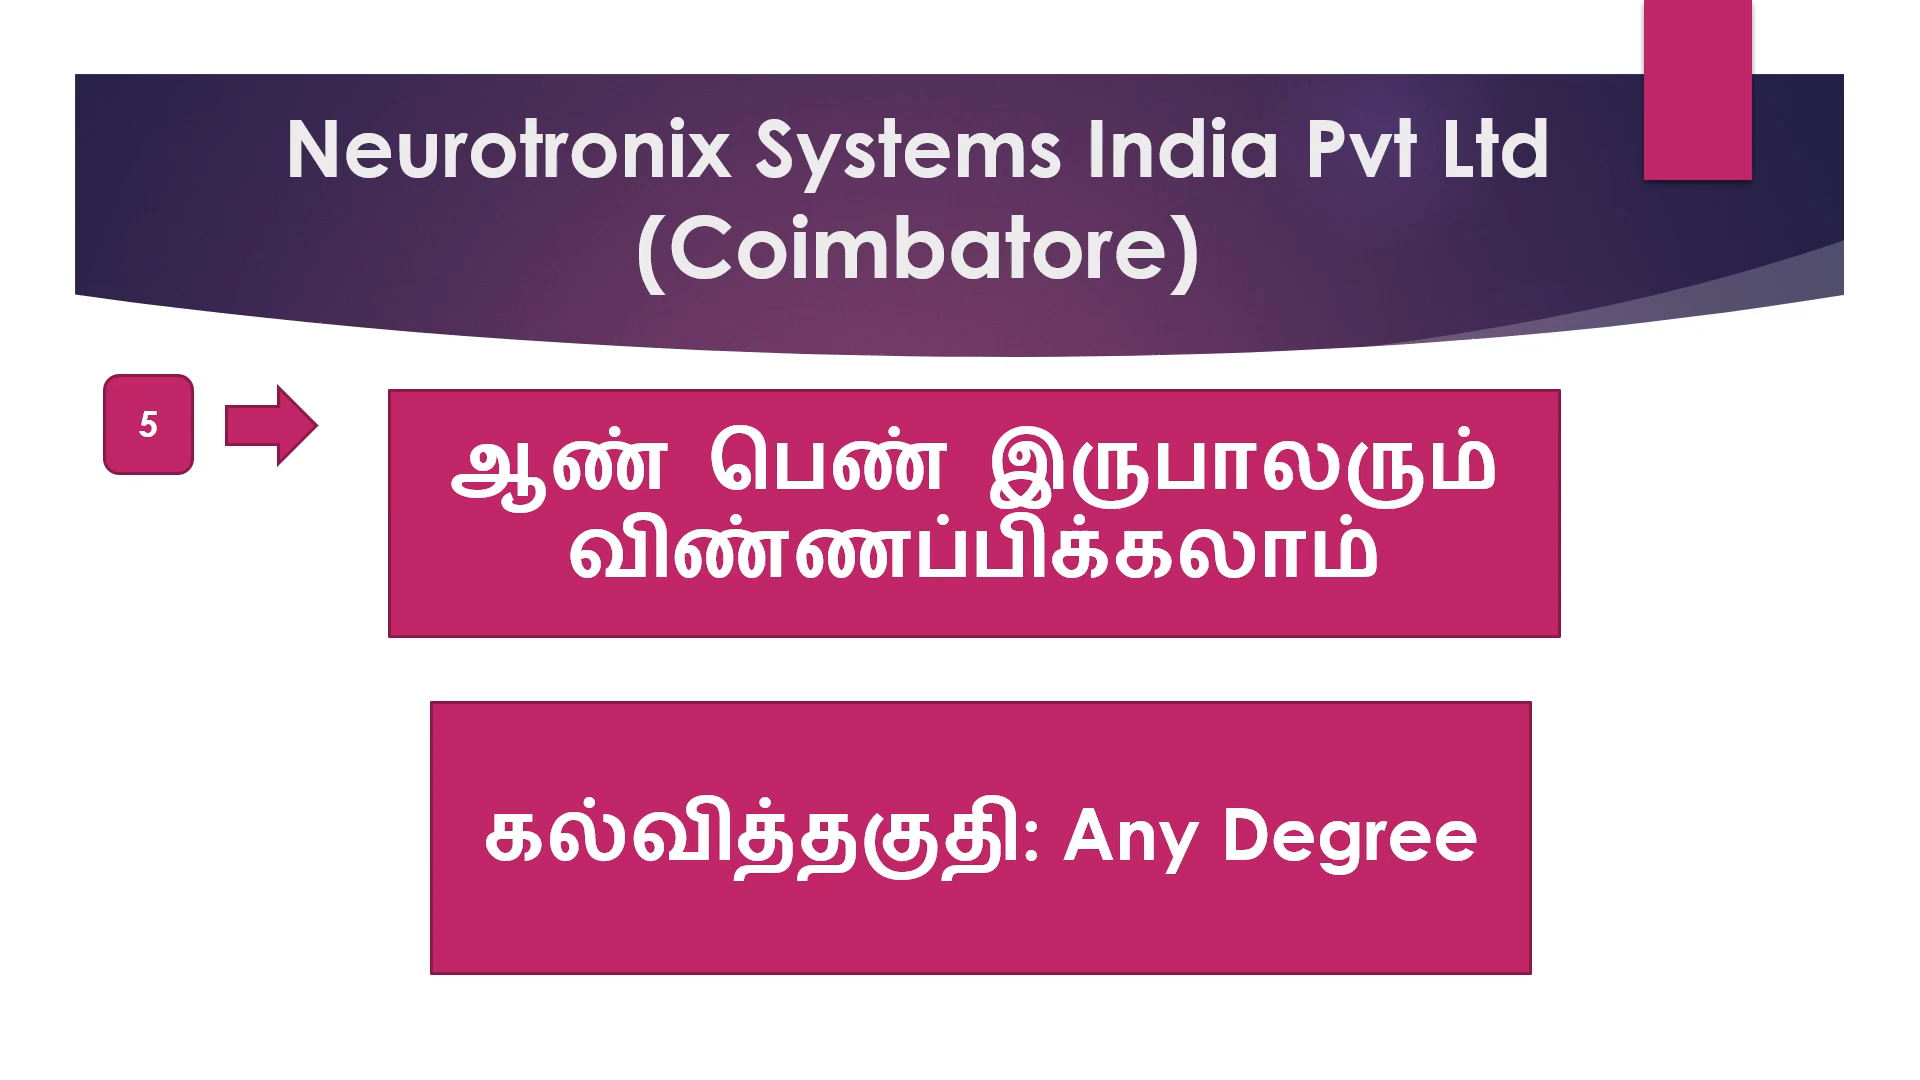 Neurotronix Systems India Pvt Ltd
(Coimbatore)
5
ஆண் பெண் இருபாலரும்
விண்ணப்பிக்கலாம்
கல்வித்தகுதி: Any Degree